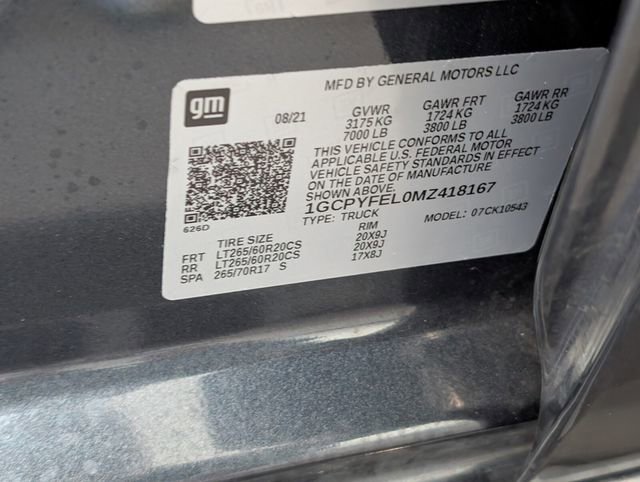 MFD BY GENERAL MOTORS LLC
gm
08/21 GVWR GAWR FRT GAWR RR
3175 KG 1724 KG 1724 KG
7000 LB 3800 LB 3800 LB
THIS VEHICLE CONFORMS TO ALL
APPLICABLE U.S. FEDERAL MOTOR
VEHICLE SAFETY STANDARDS IN EFFECT
ON THE DATE OF MANUFACTURE
SHOWN ABOVE.
1GCPYFEL0MZ418167
TYPE: TRUCK MODEL: 07CK10543
626D
TIRE SIZE RIM
FRT LT265/60R20CS 20X9J
RR LT265/60R20CS 20X9J
SPA 265/70R17 S 17X8J